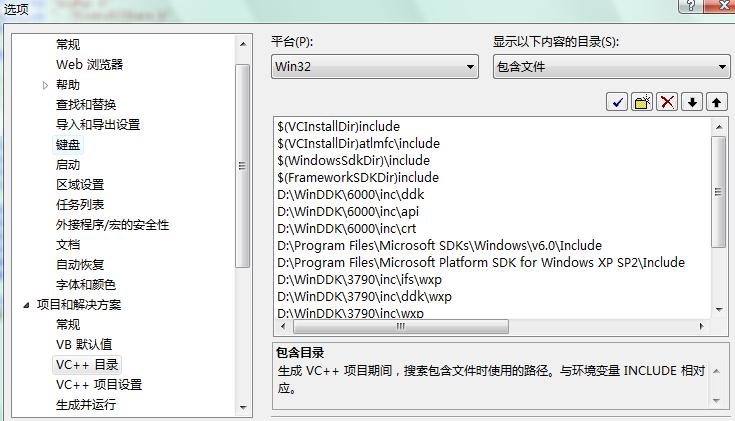 选项
常规
Web 浏览器
帮助
查找和替换
导入和导出设置
键盘
启动
区域设置
任务列表
外接程序/宏的安全性
文档
自动恢复
字体和颜色
项目和解决方案
常规
VB 默认值
VC++ 目录
VC++ 项目设置
生成并运行
平台(P):
显示以下内容的目录(S):
Win32
包含文件
$(VCInstallDir)include
$(VCInstallDir)atlmfc\include
$(WindowsSdkDir)\include
$(FrameworkSDKDir)include
D:\WinDDK\6000\inc\ddk
D:\WinDDK\6000\inc\api
D:\WinDDK\6000\inc\crt
D:\Program Files\Microsoft SDKs\Windows\v6.0\Include
D:\Program Files\Microsoft Platform SDK for Windows XP SP2\Include
D:\WinDDK\3790\inc\ifs\wxp
D:\WinDDK\3790\inc\ddk\wxp
D:\WinDDK\3790\inc\wxp
包含目录
生成 VC++ 项目期间，搜索包含文件时使用的路径。与环境变量 INCLUDE 相对
应。